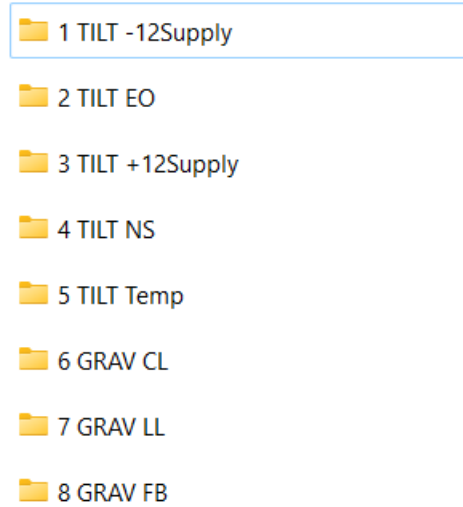 1 TILT -12Supply
2 TILT EO
3 TILT +12Supply
4 TILT NS
5 TILT Temp
6 GRAV CL
7 GRAV LL
8 GRAV FB